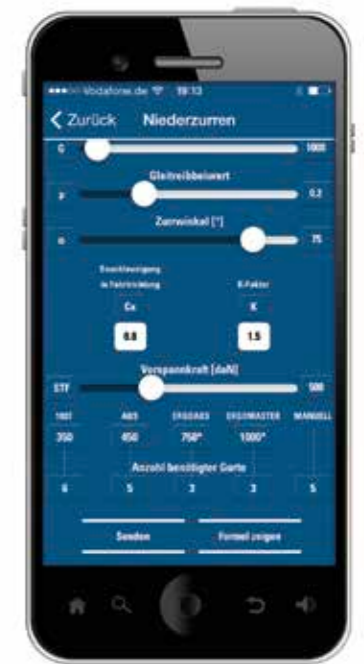 Vodafone.de 19:13
Zurück Niederzurren
G 1000
Gleitreibbeiwert
μ 0.2
Zurrwinkel [°]
α 75
Beschleunigung
in Fahrtrichtung K-Faktor
Cx K
0.8 1.5
Vorspannkraft [daN]
STF 500
ABS ERGOABS ERGOMASTER MANUELL
350 450 750* 1000*
Anzahl benötigter Gurte
6 5 3 3 5
Senden Formel zeigen